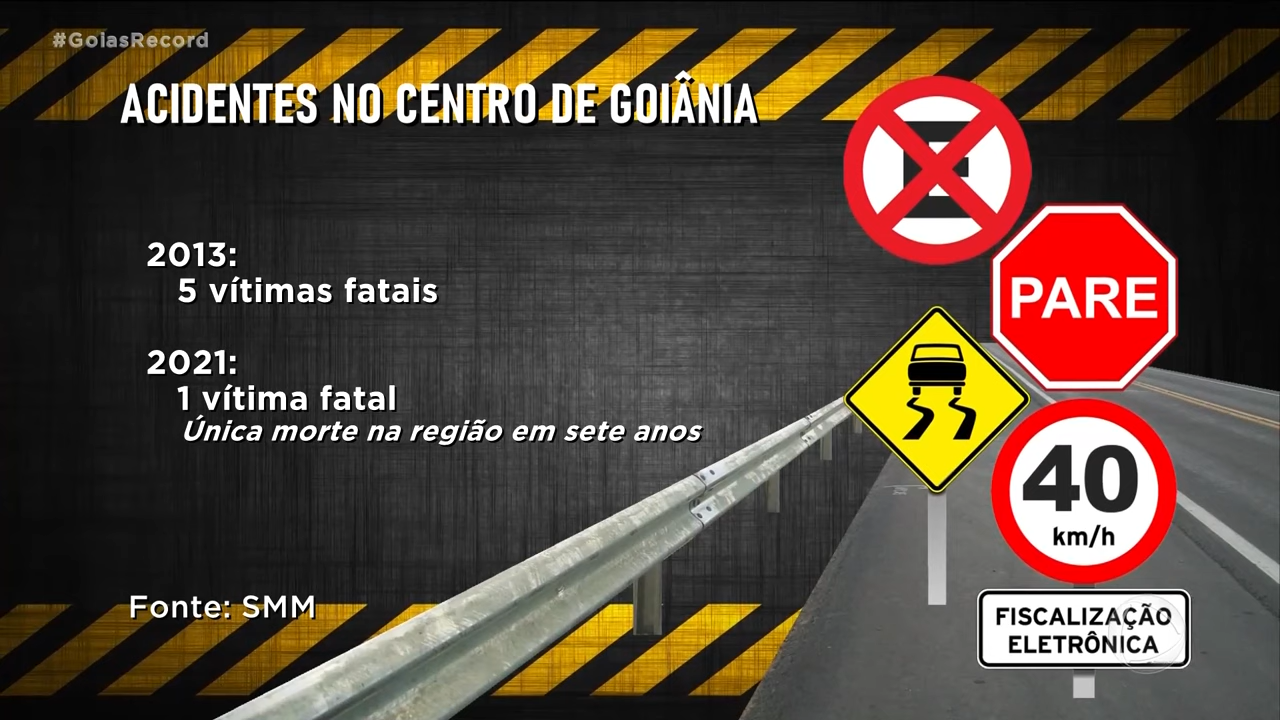 #GoiasRecord
ACIDENTES NO CENTRO DE GOIÂNIA
2013:
5 vítimas fatais
2021:
1 vítima fatal
Única morte na região em sete anos
Fonte: SMM
E
PARE
40
km/h
FISCALIZAÇÃO
ELETRÔNICA